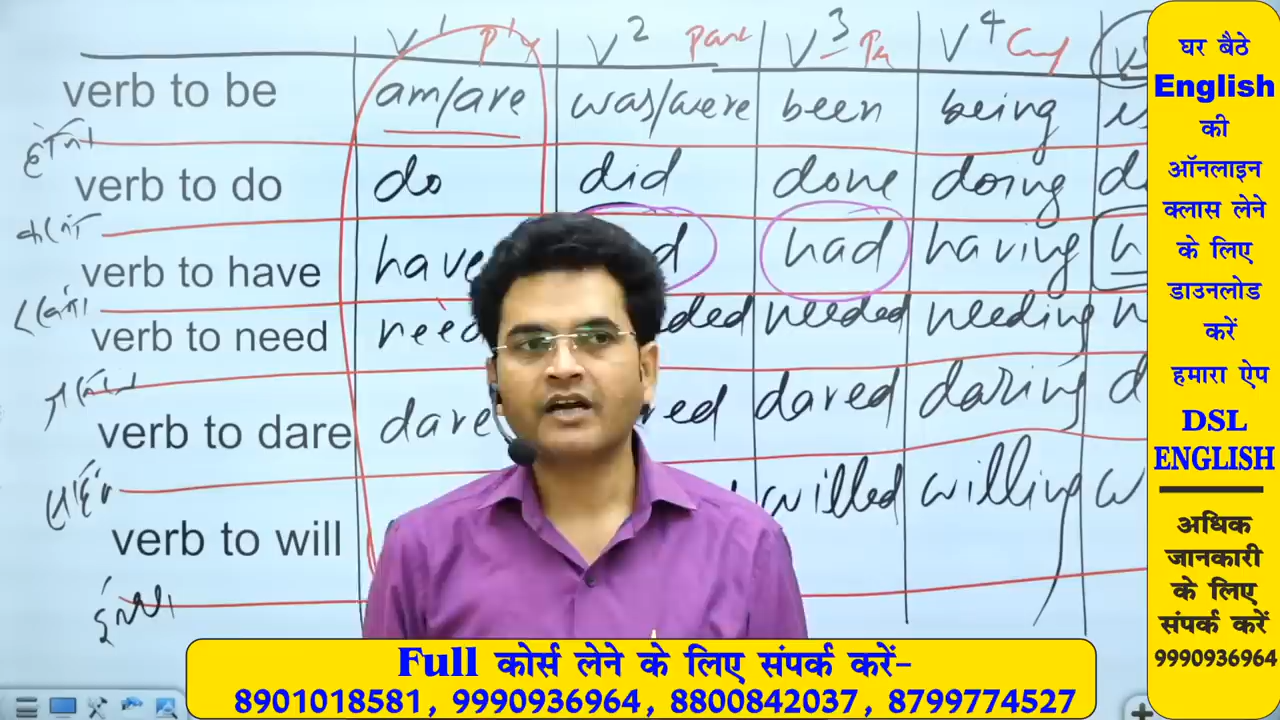 V¹
V²
V³
V⁴
verb to be
am/are
was/were
been
being
होना
verb to do
do
did
done
doing
करना
verb to have
have
had
having
verb to need
needed
needing
verb to dare
dare
dared
daring
verb to will
willed
willing
घर बैठे
English
की
ऑनलाइन
क्लास लेने
के लिए
डाउनलोड
करें
हमारा ऐप
DSL
ENGLISH
अधिक
जानकारी
के लिए
संपर्क करें
9990936964
Full कोर्स लेने के लिए संपर्क करें-
8901018581, 9990936964, 8800842037, 8799774527